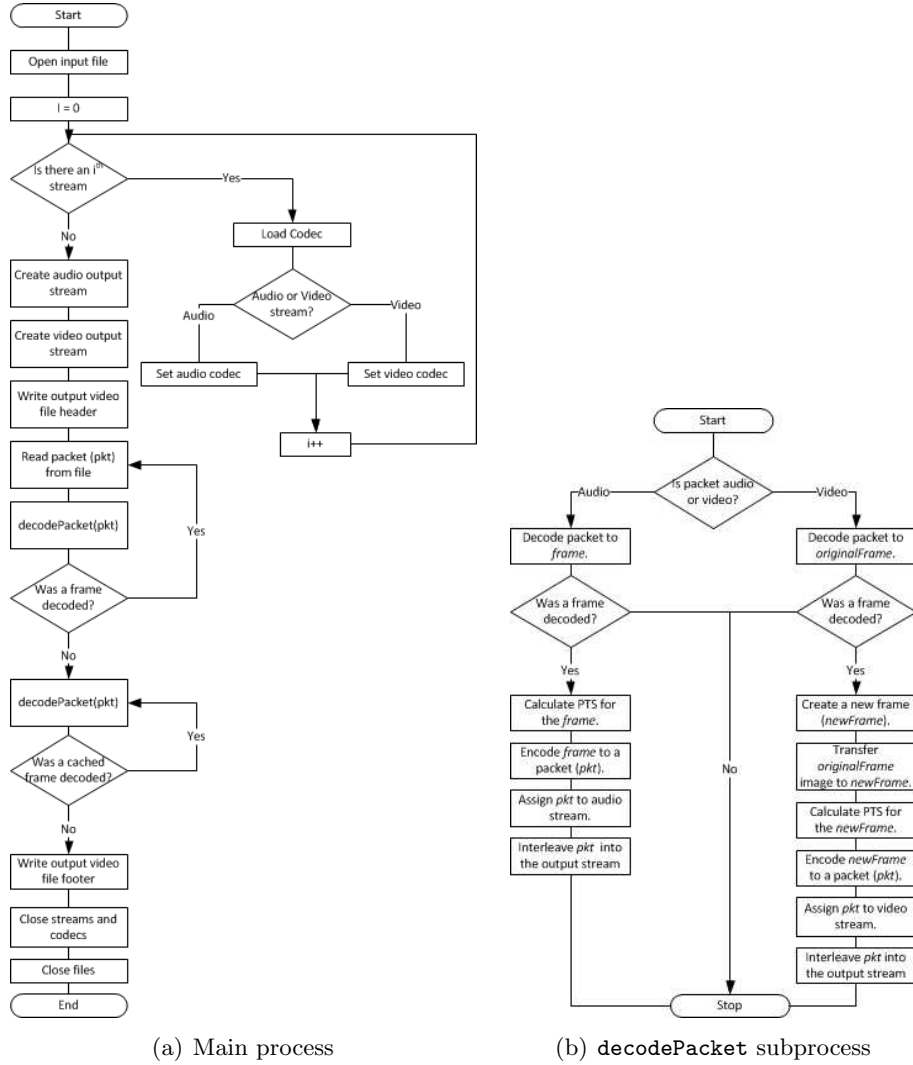 Start
Open input file
I = 0
Is there an ith
stream
Yes
No
Load Codec
Audio or Video
stream?
Audio
Video
Set audio codec
Set video codec
i++
Create audio output
stream
Create video output
stream
Write output video
file header
Read packet (pkt)
from file
decodePacket(pkt)
Yes
Was a frame
decoded?
No
decodePacket(pkt)
Yes
Was a cached
frame decoded?
No
Write output video
file footer
Close streams and
codecs
Close files
End
(a) Main process
Start
Is packet audio
or video?
Audio
Video
Decode packet to
frame.
Was a frame
decoded?
Yes
Calculate PTS for
the frame.
Encode frame to a
packet (pkt).
Assign pkt to audio
stream.
Interleave pkt into
the output stream
No
Decode packet to
originalFrame.
Was a frame
decoded?
Yes
Create a new frame
(newFrame).
Transfer
originalFrame
image to newFrame.
Calculate PTS for
the newFrame.
Encode newFrame
to a packet (pkt).
Assign pkt to video
stream.
Interleave pkt into
the output stream
Stop
(b) decodePacket subprocess